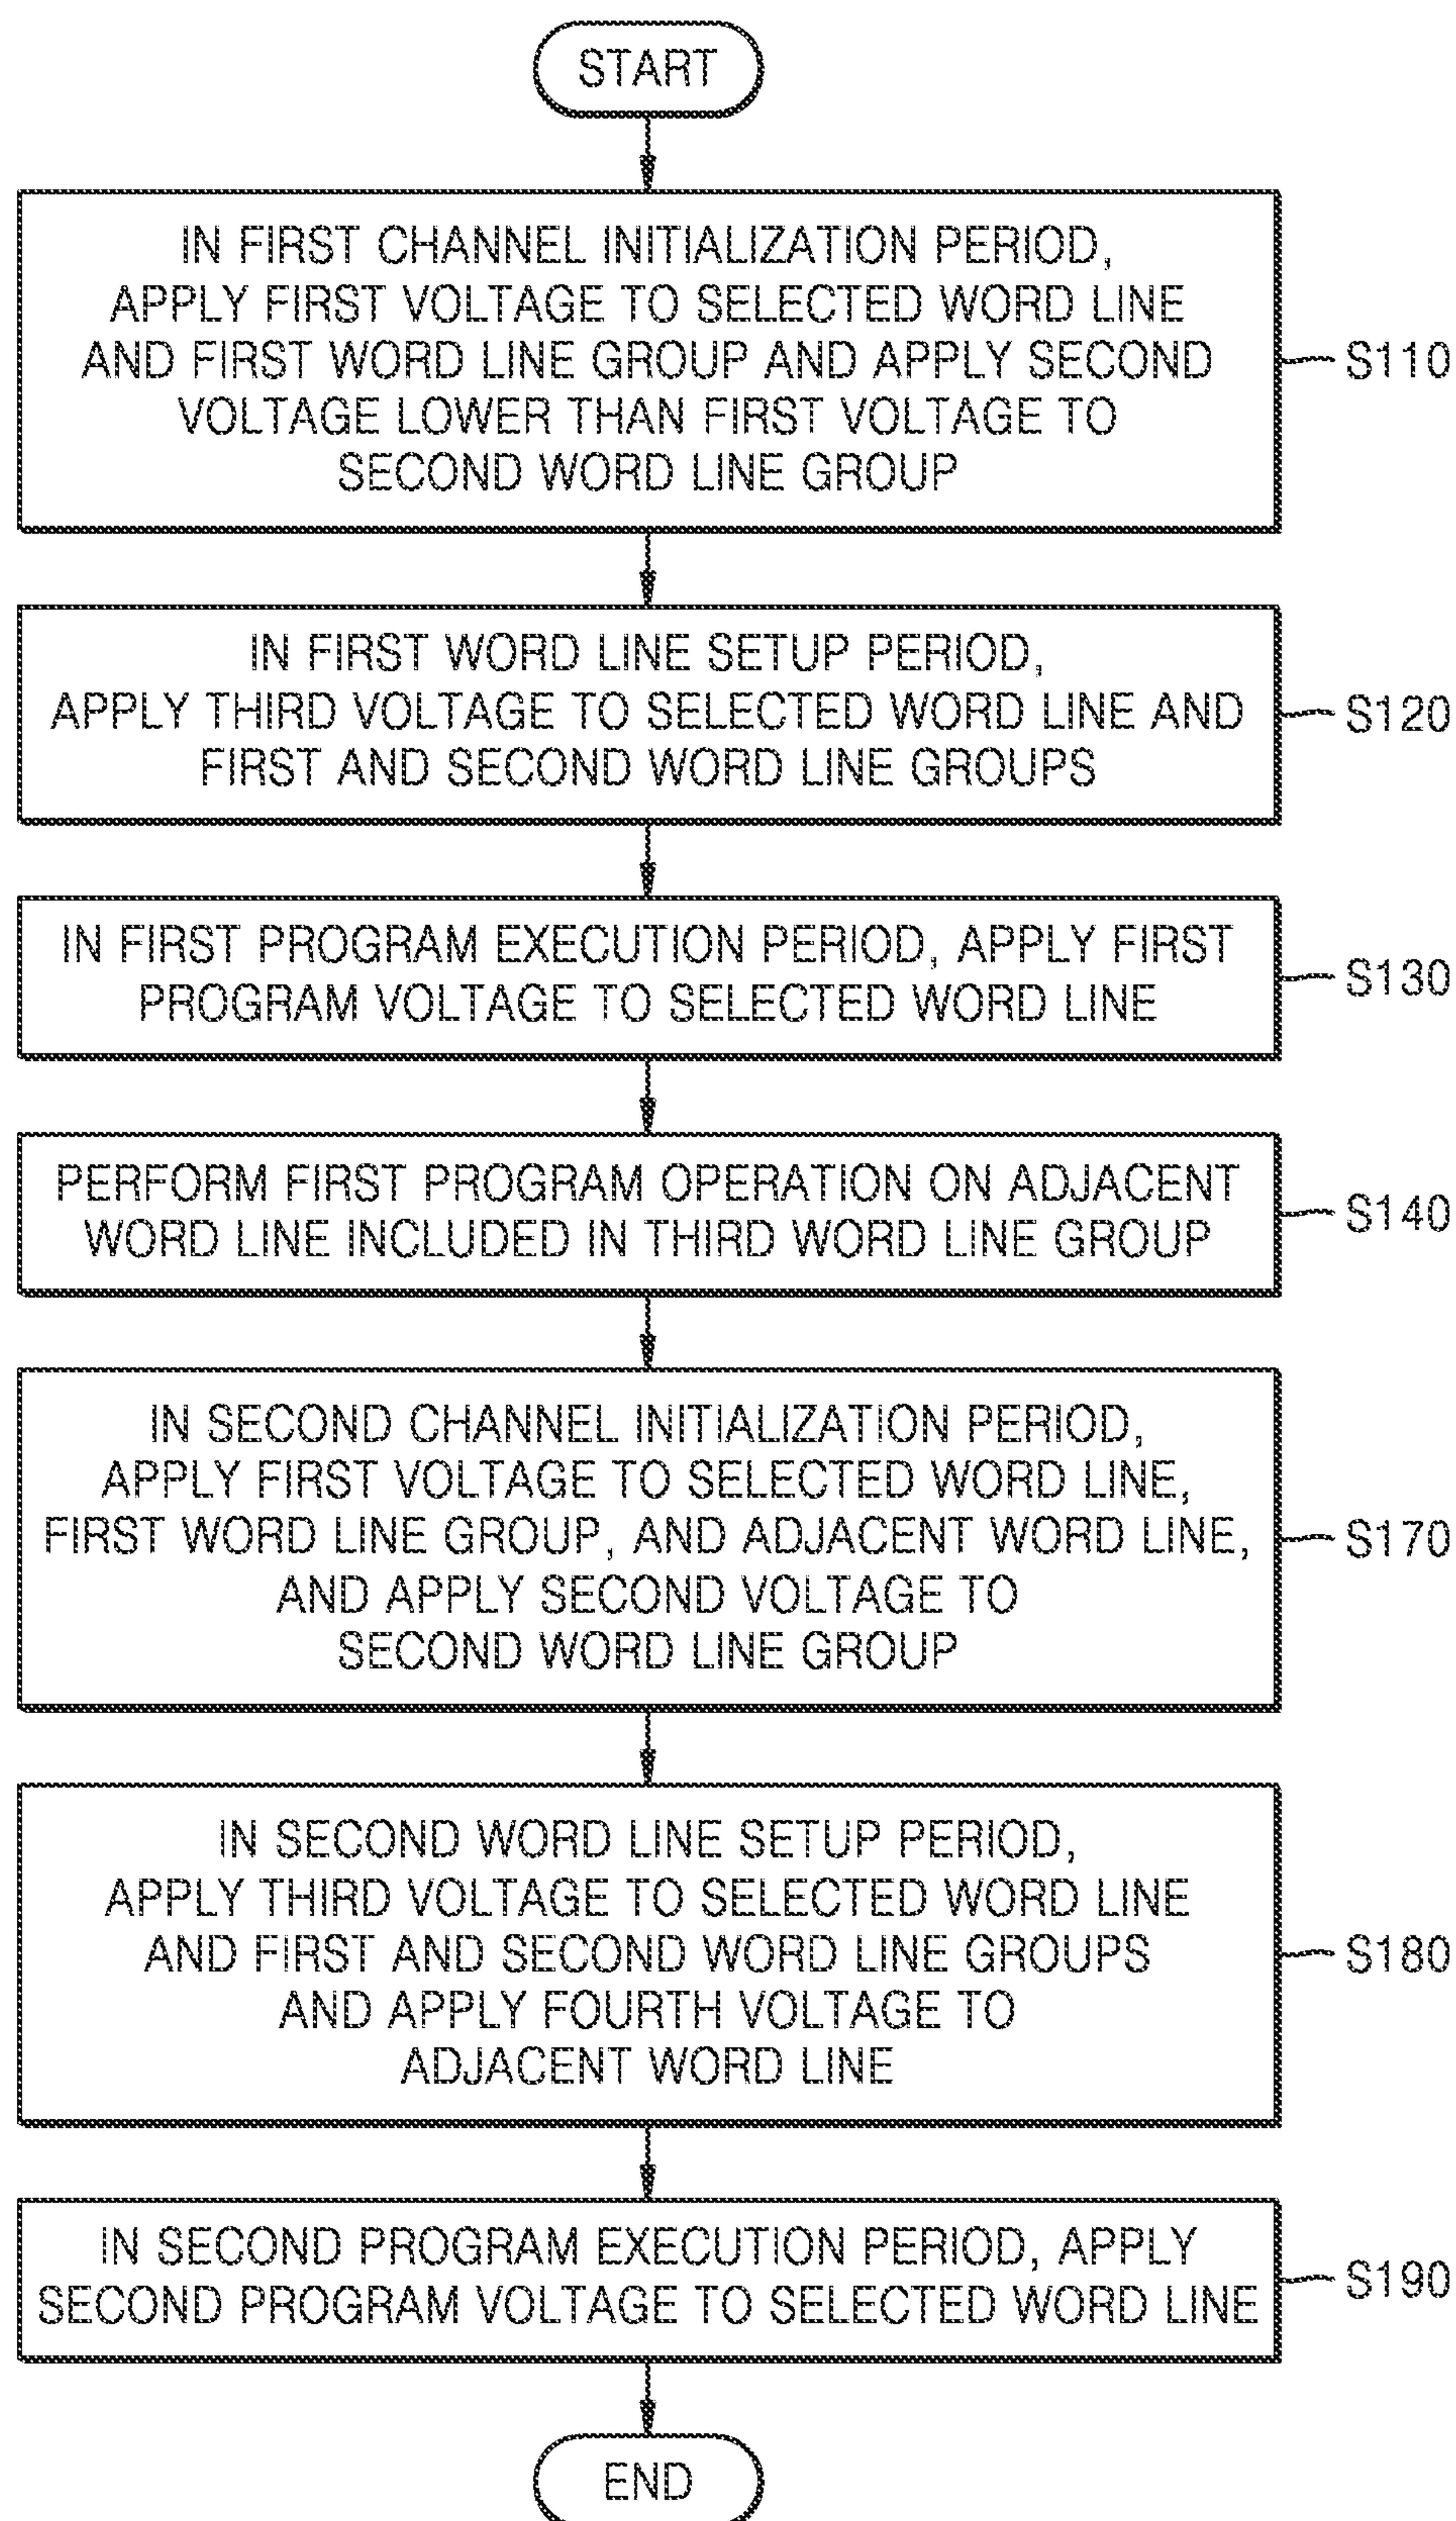 START
IN FIRST CHANNEL INITIALIZATION PERIOD,
APPLY FIRST VOLTAGE TO SELECTED WORD LINE
AND FIRST WORD LINE GROUP AND APPLY SECOND
VOLTAGE LOWER THAN FIRST VOLTAGE TO
SECOND WORD LINE GROUP
S110
IN FIRST WORD LINE SETUP PERIOD,
APPLY THIRD VOLTAGE TO SELECTED WORD LINE AND
FIRST AND SECOND WORD LINE GROUPS
S120
IN FIRST PROGRAM EXECUTION PERIOD, APPLY FIRST
PROGRAM VOLTAGE TO SELECTED WORD LINE
S130
PERFORM FIRST PROGRAM OPERATION ON ADJACENT
WORD LINE INCLUDED IN THIRD WORD LINE GROUP
S140
IN SECOND CHANNEL INITIALIZATION PERIOD,
APPLY FIRST VOLTAGE TO SELECTED WORD LINE,
FIRST WORD LINE GROUP, AND ADJACENT WORD LINE,
AND APPLY SECOND VOLTAGE TO
SECOND WORD LINE GROUP
S170
IN SECOND WORD LINE SETUP PERIOD,
APPLY THIRD VOLTAGE TO SELECTED WORD LINE
AND FIRST AND SECOND WORD LINE GROUPS
AND APPLY FOURTH VOLTAGE TO
ADJACENT WORD LINE
S180
IN SECOND PROGRAM EXECUTION PERIOD, APPLY
SECOND PROGRAM VOLTAGE TO SELECTED WORD LINE
S190
END